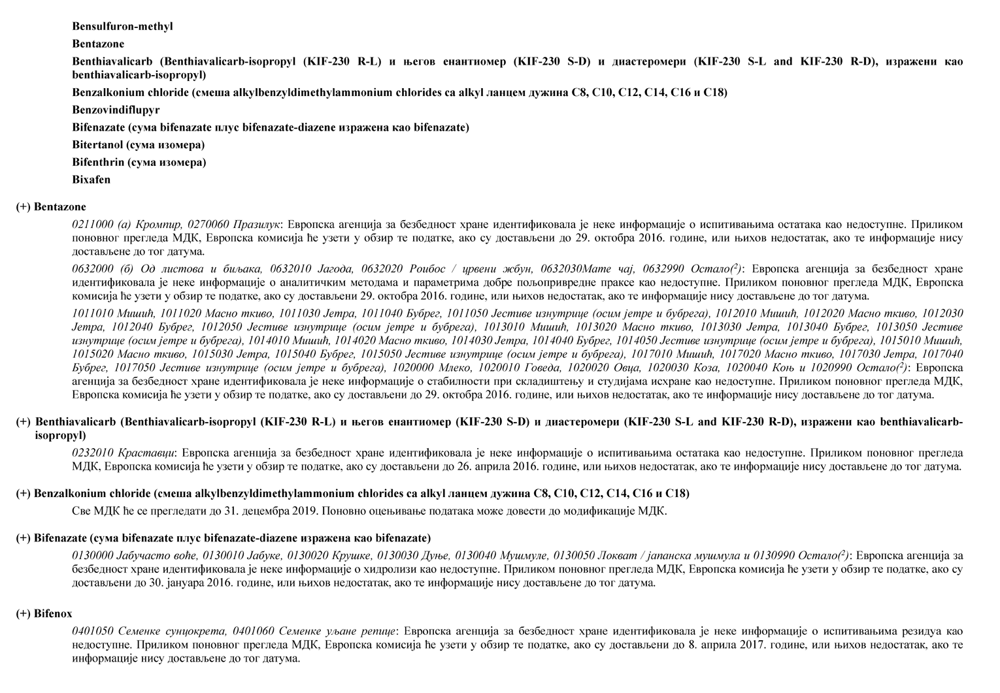 Bensulfuron-methyl
Bentazone
Benthiavalicarb (Benthiavalicarb-isopropyl (KIF-230 R-L) и његов енантиомер (KIF-230 S-D) и диастеромери (KIF-230 S-L and KIF-230 R-D), изражени као
benthiavalicarb-isopropyl)
Benzalkonium chloride (смеша alkylbenzyldimethylammonium chlorides са alkyl ланцем дужина C8, C10, C12, C14, C16 и C18)
Benzovindiflupyr
Bifenazate (сума bifenazate плус bifenazate-diazene изражена као bifenazate)
Bitertanol (сума изомера)
Bifenthrin (сума изомера)
Bixafen
(+) Bentazone
0211000 (а) Кромпир, 0270060 Празилук: Европска агенција за безбедност хране идентификовала је неке информације о испитивањима остатака као недоступне. Приликом
поновног прегледа МДК, Европска комисија ће узети у обзир те податке, ако су достављени до 29. октобра 2016. године, или њихов недостатак, ако те информације нису
достављене до тог датума.
0632000 (б) Од листова и биљака, 0632010 Јагода, 0632020 Роибос / црвени жбун, 0632030Мате чај, 0632990 Остало(²): Европска агенција за безбедност хране
идентификовала је неке информације о аналитичким методама и параметрима добре пољопривредне праксе као недоступне. Приликом поновног прегледа МДК, Европска
комисија ће узети у обзир те податке, ако су достављени 29. октобра 2016. године, или њихов недостатак, ако те информације нису достављене до тог датума.
1011010 Мишић, 1011020 Масно ткиво, 1011030 Јетра, 1011040 Бубрег, 1011050 Јестиве изнутрице (осим јетре и бубрега), 1012010 Мишић, 1012020 Масно ткиво, 1012030
Јетра, 1012040 Бубрег, 1012050 Јестиве изнутрице (осим јетре и бубрега), 1013010 Мишић, 1013020 Масно ткиво, 1013030 Јетра, 1013040 Бубрег, 1013050 Јестиве
изнутрице (осим јетре и бубрега), 1014010 Мишић, 1014020 Масно ткиво, 1014030 Јетра, 1014040 Бубрег, 1014050 Јестиве изнутрице (осим јетре и бубрега), 1015010 Мишић,
1015020 Масно ткиво, 1015030 Јетра, 1015040 Бубрег, 1015050 Јестиве изнутрице (осим јетре и бубрега), 1017010 Мишић, 1017020 Масно ткиво, 1017030 Јетра, 1017040
Бубрег, 1017050 Јестиве изнутрице (осим јетре и бубрега), 1020000 Млеко, 1020010 Говеда, 1020020 Овца, 1020030 Коза, 1020040 Коњ и 1020990 Остало(²): Европска
агенција за безбедност хране идентификовала је неке информације о стабилности при складиштењу и студијама исхране као недоступне. Приликом поновног прегледа МДК,
Европска комисија ће узети у обзир те податке, ако су достављени до 29. октобра 2016. године, или њихов недостатак, ако те информације нису достављене до тог датума.
(+) Benthiavalicarb (Benthiavalicarb-isopropyl (KIF-230 R-L) и његов енантиомер (KIF-230 S-D) и диастеромери (KIF-230 S-L and KIF-230 R-D), изражени као benthiavalicarb-
isopropyl)
0232010 Краставци: Европска агенција за безбедност хране идентификовала је неке информације о испитивањима остатака као недоступне. Приликом поновног прегледа
МДК, Европска комисија ће узети у обзир те податке, ако су достављени до 26. априла 2016. године, или њихов недостатак, ако те информације нису достављене до тог датума.
(+) Benzalkonium chloride (смеша alkylbenzyldimethylammonium chlorides са alkyl ланцем дужина C8, C10, C12, C14, C16 и C18)
Све МДК ће се прегледати до 31. децембра 2019. Поновно оцењивање података може довести до модификације МДК.
(+) Bifenazate (сума bifenazate плус bifenazate-diazene изражена као bifenazate)
0130000 Јабучасто воће, 0130010 Јабуке, 0130020 Крушке, 0130030 Дуње, 0130040 Мушмуле, 0130050 Локват / јапанска мушмула и 0130990 Остало(²): Европска агенција за
безбедност хране идентификовала је неке информације о хидролизи као недоступне. Приликом поновног прегледа МДК, Европска комисија ће узети у обзир те податке, ако су
достављени до 30. јануара 2016. године, или њихов недостатак, ако те информације нису достављене до тог датума.
(+) Bifenox
0401050 Семенке сунцокрета, 0401060 Семенке уљане репице: Европска агенција за безбедност хране идентификовала је неке информације о испитивањима резидуа као
недоступне. Приликом поновног прегледа МДК, Европска комисија ће узети у обзир те податке, ако су достављени до 8. априла 2017. године, или њихов недостатак, ако те
информације нису достављене до тог датума.